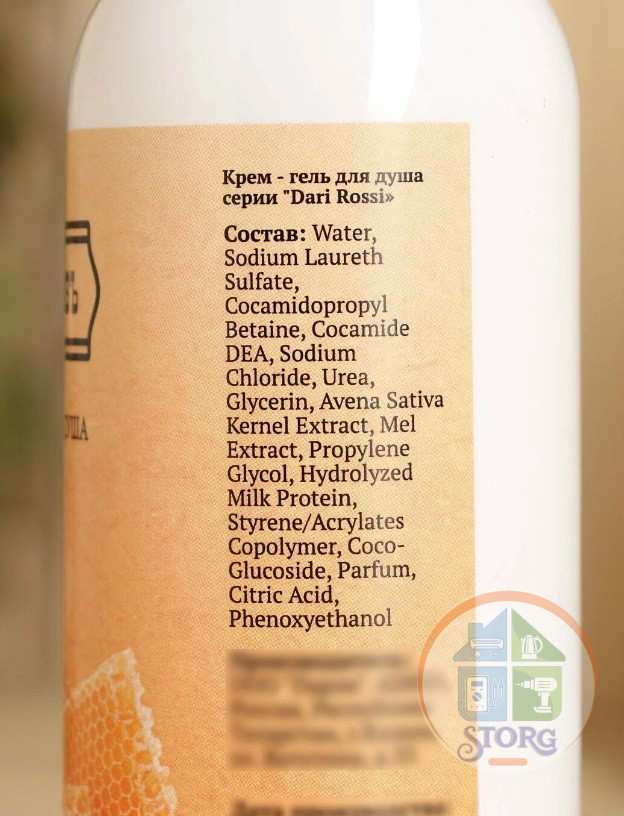 Крем - гель для душа
серии "Dari Rossi»
Состав: Water,
Sodium Laureth
Sulfate,
Cocamidopropyl
Betaine, Cocamide
DEA, Sodium
Chloride, Urea,
Glycerin, Avena Sativa
Kernel Extract, Mel
Extract, Propylene
Glycol, Hydrolyzed
Milk Protein,
Styrene/Acrylates
Copolymer, Coco-
Glucoside, Parfum,
Citric Acid,
Phenoxyethanol
STORG